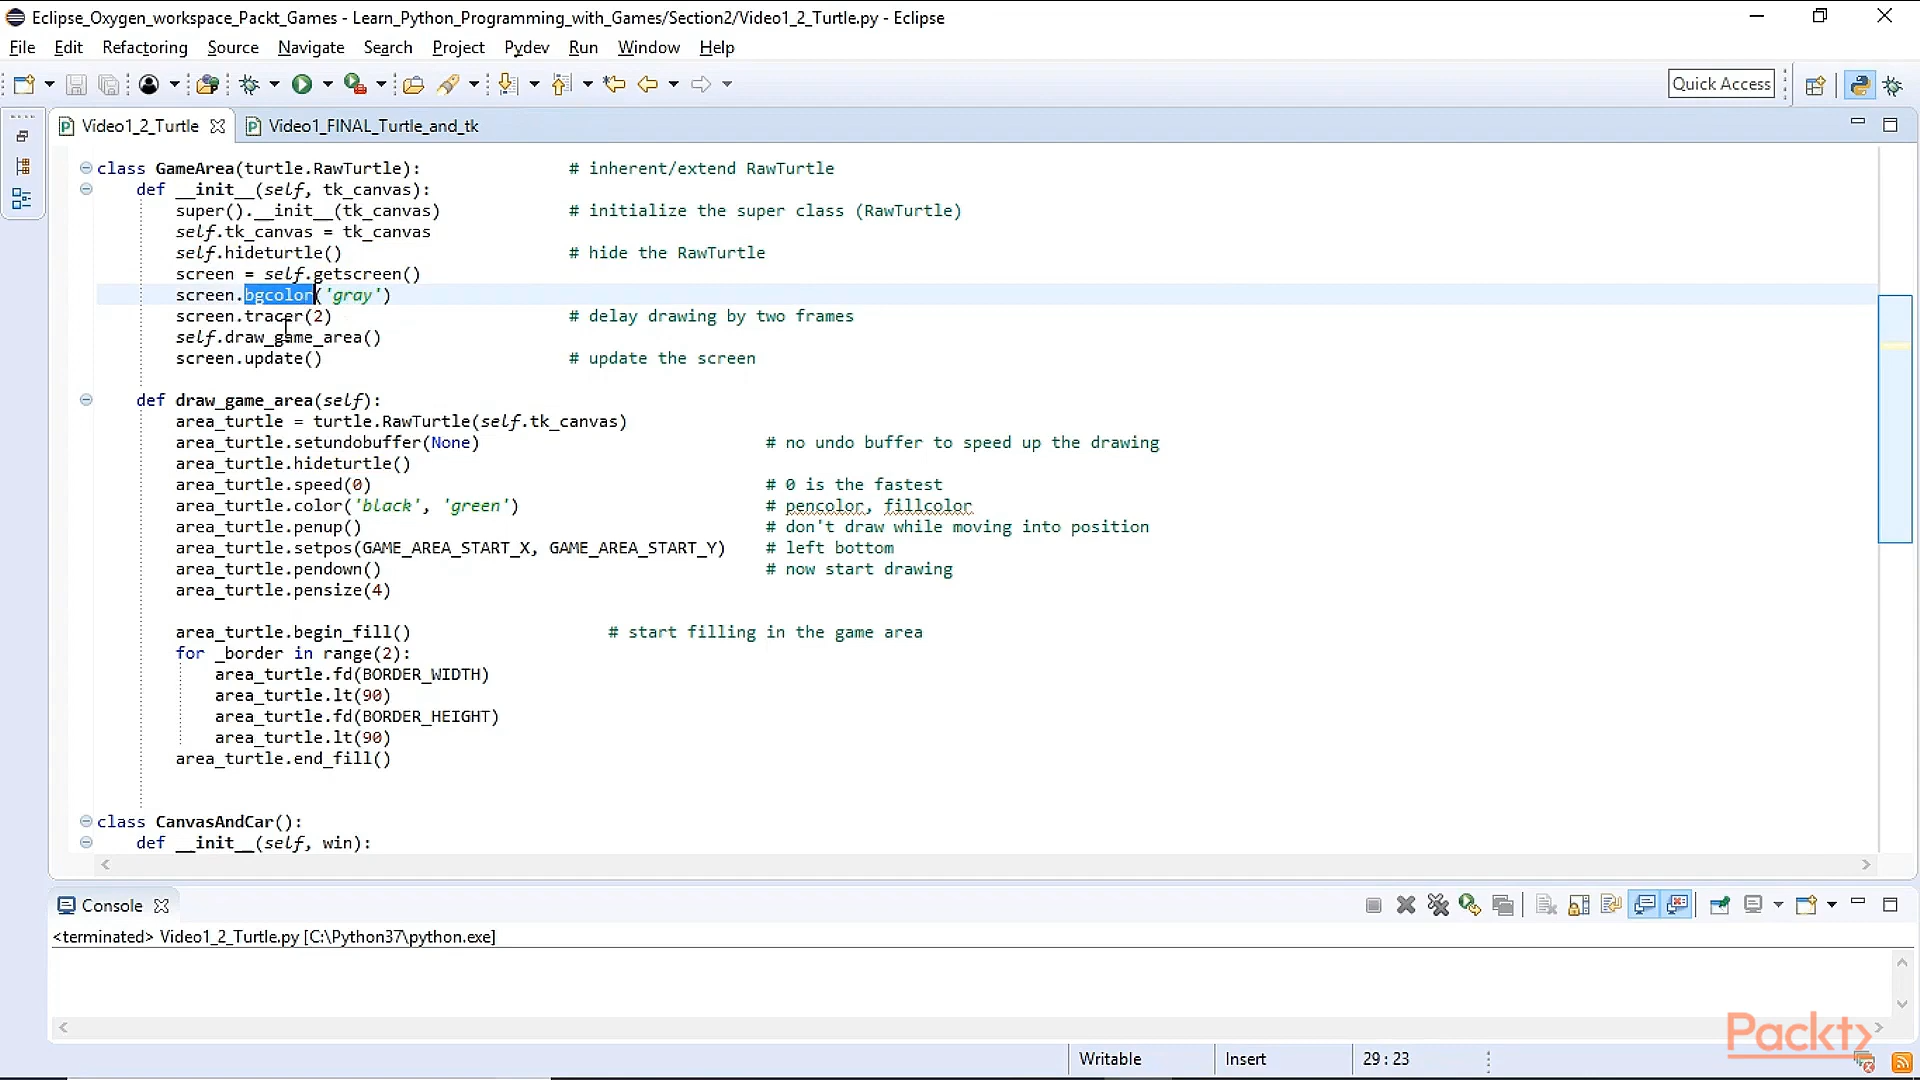 Eclipse_Oxygen_workspace_Packt_Games - Learn_Python_Programming_with_Games/Section2/Video1_2_Turtle.py - Eclipse
File Edit Refactoring Source Navigate Search Project Pydev Run Window Help
Quick Access
Video1_2_Turtle Video1_FINAL_Turtle_and_tk
class GameArea(turtle.RawTurtle): # inherent/extend RawTurtle
def __init__(self, tk_canvas):
super().__init__(tk_canvas) # initialize the super class (RawTurtle)
self.tk_canvas = tk_canvas
self.hideturtle() # hide the RawTurtle
screen = self.getscreen()
screen.bgcolor('gray')
screen.tracer(2) # delay drawing by two frames
self.draw_game_area()
screen.update() # update the screen
def draw_game_area(self):
area_turtle = turtle.RawTurtle(self.tk_canvas)
area_turtle.setundobuffer(None) # no undo buffer to speed up the drawing
area_turtle.hideturtle()
area_turtle.speed(0) # 0 is the fastest
area_turtle.color('black', 'green') # pencolor, fillcolor
area_turtle.penup() # don't draw while moving into position
area_turtle.setpos(GAME_AREA_START_X, GAME_AREA_START_Y) # left bottom
area_turtle.pendown() # now start drawing
area_turtle.pensize(4)
area_turtle.begin_fill() # start filling in the game area
for _border in range(2):
area_turtle.fd(BORDER_WIDTH)
area_turtle.lt(90)
area_turtle.fd(BORDER_HEIGHT)
area_turtle.lt(90)
area_turtle.end_fill()
class CanvasAndCar():
def __init__(self, win):
Console
<terminated> Video1_2_Turtle.py [C:\Python37\python.exe]
Packt>
Writable Insert 29 : 23